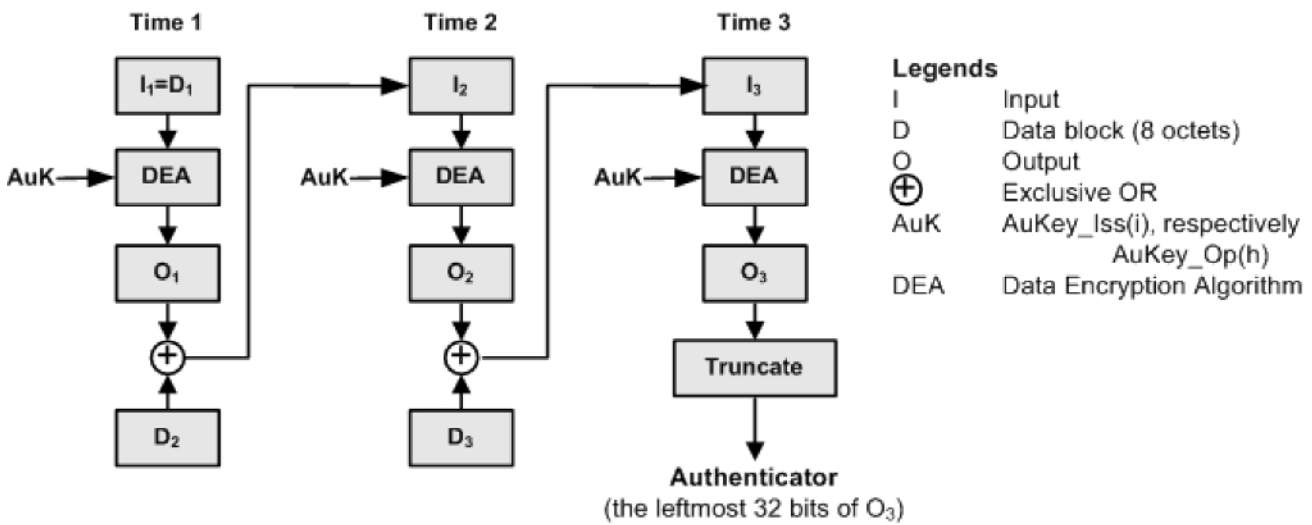 Time 1 Time 2 Time 3
I₁=D₁ I₂ I₃
AuK DEA AuK DEA AuK DEA
O₁ O₂ O₃
+ +
Truncate
D₂ D₃
Authenticator
(the leftmost 32 bits of O₃)
Legends
I Input
D Data block (8 octets)
O Output
⊕ Exclusive OR
AuK AuKey_Iss(i), respectively
AuKey_Op(h)
DEA Data Encryption Algorithm